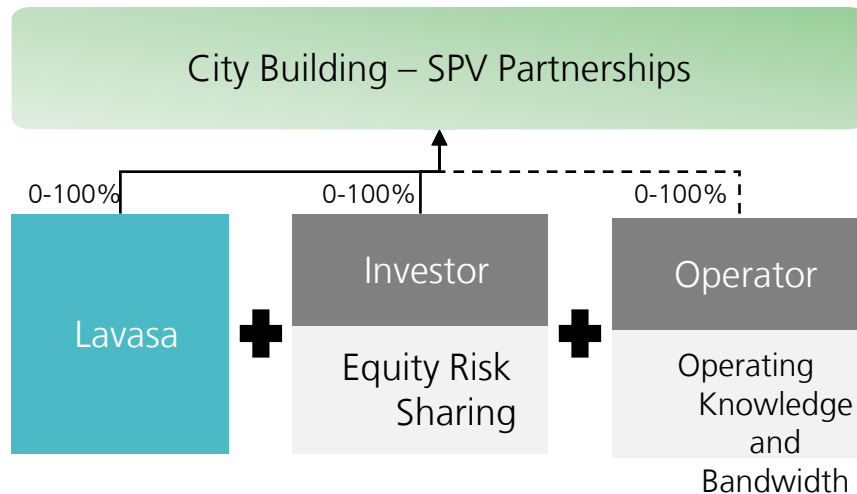 City Building – SPV Partnerships
0-100%
0-100%
0-100%
Lavasa
Investor
Operator
Equity Risk
Sharing
Operating
Knowledge
and
Bandwidth